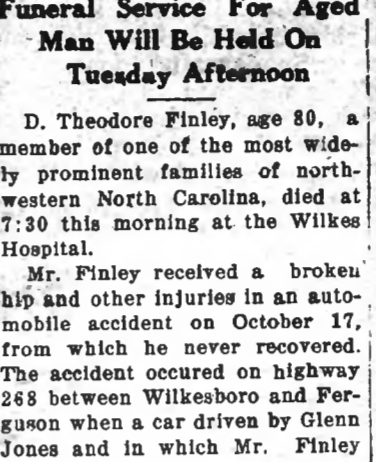 Funeral Service For Aged
Man Will Be Held On
Tuesday Afternoon
D. Theodore Finley, age 80, a
member of one of the most wide-
ly prominent families of north-
western North Carolina, died at
7:30 this morning at the Wilkes
Hospital.
Mr. Finley received a broken
hip and other injuries in an auto-
mobile accident on October 17,
from which he never recovered.
The accident occured on highway
268 between Wilkesboro and Fer-
guson when a car driven by Glenn
Jones and in which Mr. Finley